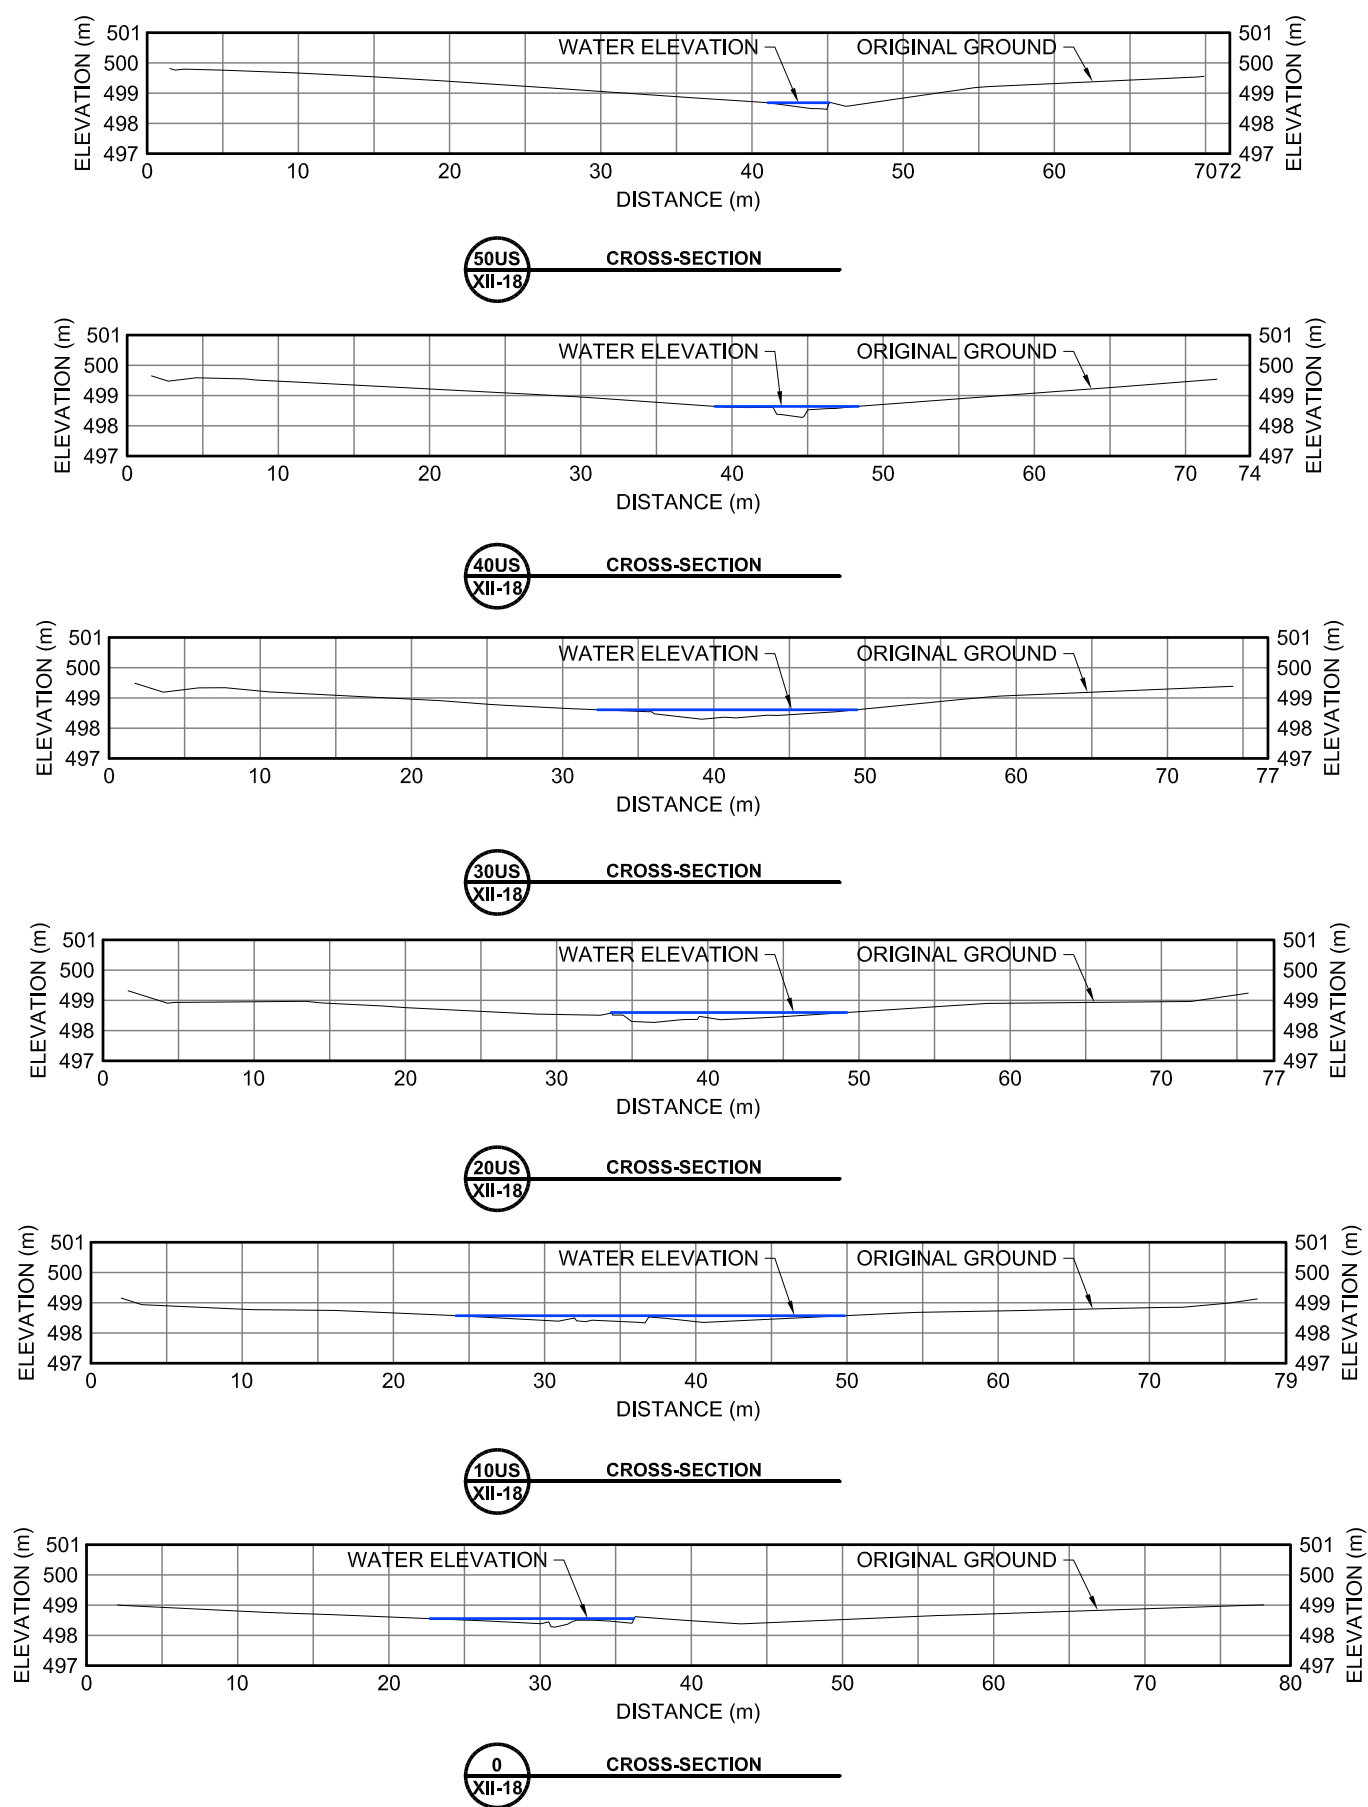 ELEVATION (m)
501
500
499
498
497
WATER ELEVATION
ORIGINAL GROUND
501
500
499
498
497
ELEVATION (m)
0 10 20 30 40 50 60 7072
DISTANCE (m)
50US
XII-18
CROSS-SECTION
ELEVATION (m)
501
500
499
498
497
WATER ELEVATION
ORIGINAL GROUND
501
500
499
498
497
ELEVATION (m)
0 10 20 30 40 50 60 70 74
DISTANCE (m)
40US
XII-18
CROSS-SECTION
ELEVATION (m)
501
500
499
498
497
WATER ELEVATION
ORIGINAL GROUND
501
500
499
498
497
ELEVATION (m)
0 10 20 30 40 50 60 70 77
DISTANCE (m)
30US
XII-18
CROSS-SECTION
ELEVATION (m)
501
500
499
498
497
WATER ELEVATION
ORIGINAL GROUND
501
500
499
498
497
ELEVATION (m)
0 10 20 30 40 50 60 70 77
DISTANCE (m)
20US
XII-18
CROSS-SECTION
ELEVATION (m)
501
500
499
498
497
WATER ELEVATION
ORIGINAL GROUND
501
500
499
498
497
ELEVATION (m)
0 10 20 30 40 50 60 70 79
DISTANCE (m)
10US
XII-18
CROSS-SECTION
ELEVATION (m)
501
500
499
498
497
WATER ELEVATION
ORIGINAL GROUND
501
500
499
498
497
ELEVATION (m)
0 10 20 30 40 50 60 70 80
DISTANCE (m)
0
XII-18
CROSS-SECTION